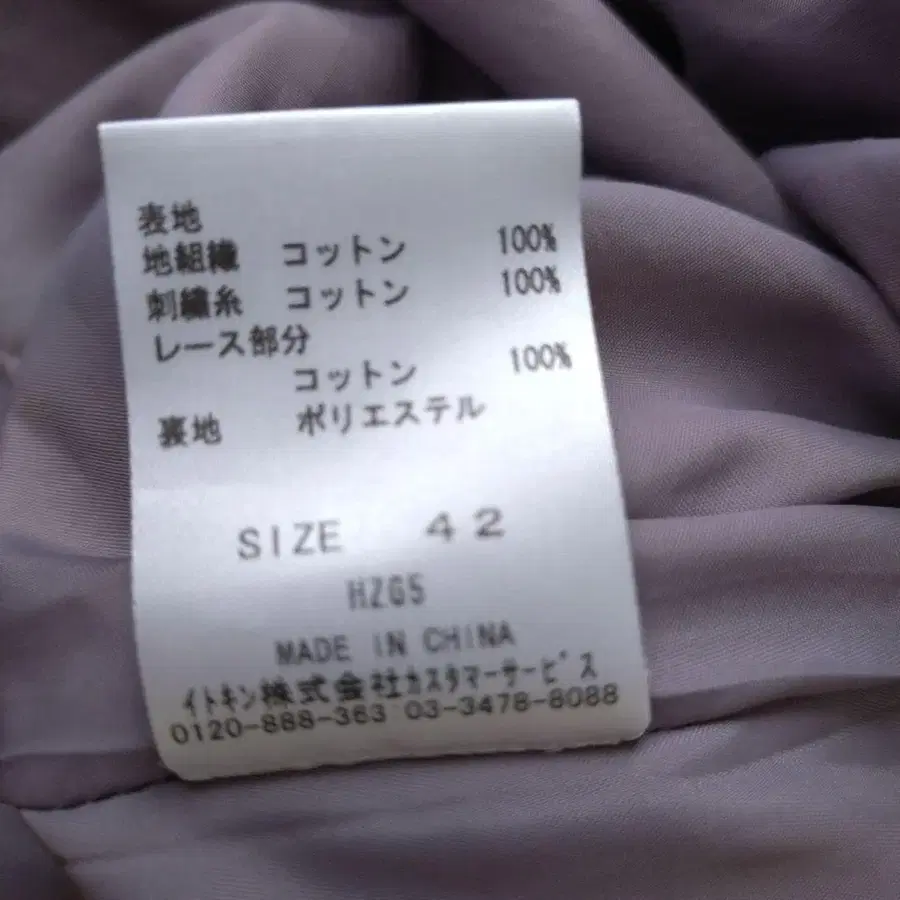 表地
地組織 コットン 100%
刺繍糸 コットン 100%
レース部分
コットン 100%
裏地 ポリエステル
SIZE 42
HZG5
MADE IN CHINA
イトキン株式会社カスタマーサービス
0120-888-363 03-3478-8088